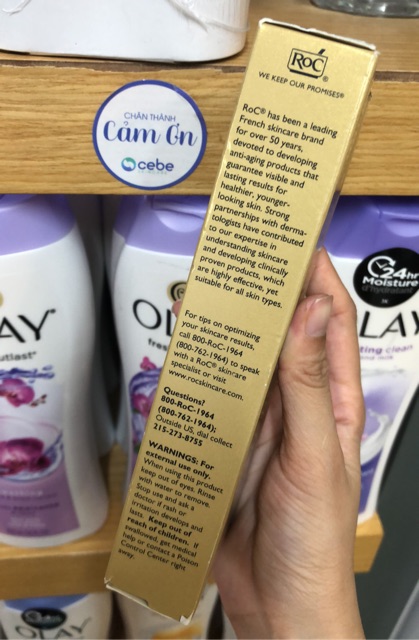 RoC
WE KEEP OUR PROMISES®
RoC® has been a leading
French skincare brand
for over 50 years,
devoted to developing
anti-aging products that
guarantee visible and
lasting results for
healthier, younger-
looking skin. Strong
partnerships with derma-
tologists have contributed
to our expertise in
understanding skincare
and developing clinically
proven products, which
are highly effective, yet
suitable for all skin types.
For tips on optimizing
your skincare results,
call 800-RoC-1964
(800-762-1964) to speak
with a RoC® skincare
specialist or visit
www.rocskincare.com.
Questions?
800-RoC-1964
(800-762-1964);
Outside US, dial collect
215-273-8755
WARNINGS: For
external use only.
When using this product
keep out of eyes. Rinse
with water to remove.
Stop use and ask a
doctor if rash or
irritation develops and
lasts. Keep out of
reach of children. If
swallowed, get medical
help or contact a Poison
Control Center right
away.
CHÂN THÀNH
Cảm Ơn
cebe
LAY
outlast
OL
fres
24hr
Moisture
d'hydratation
LAY
ting clean
OLAY